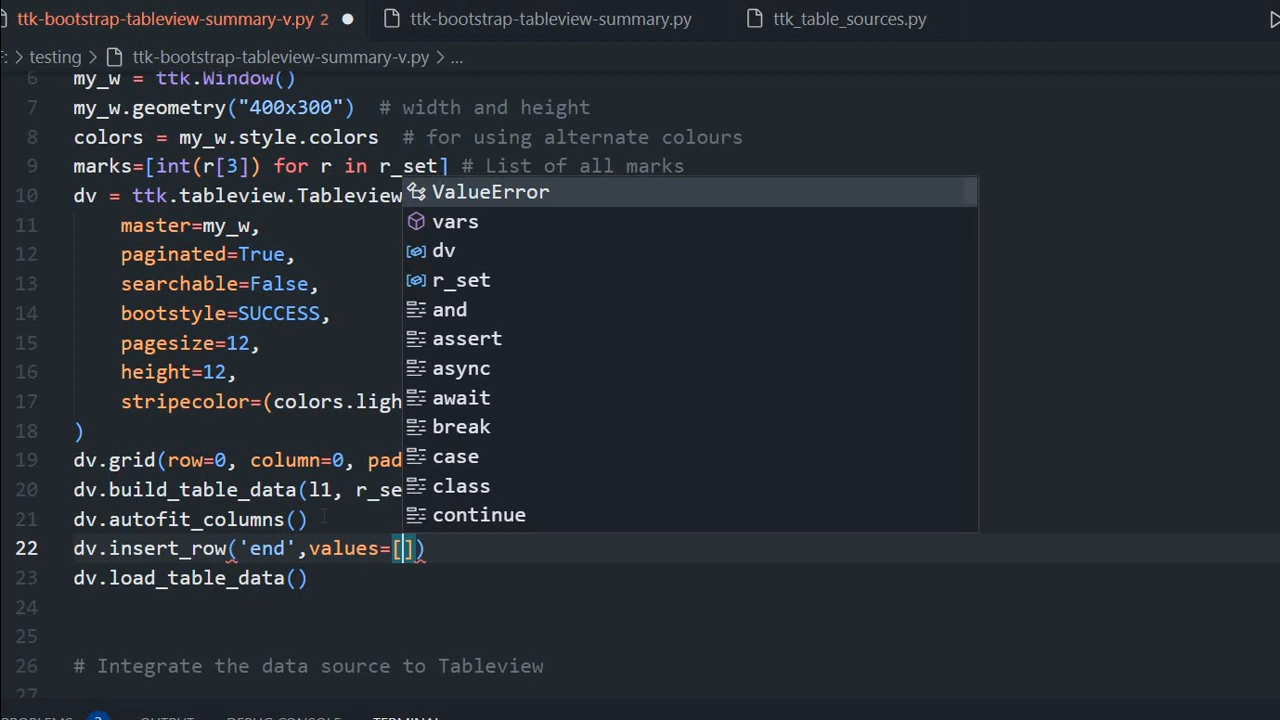 ttk-bootstrap-tableview-summary-v.py 2 ttk-bootstrap-tableview-summary.py ttk_table_sources.py
F: > testing > ttk-bootstrap-tableview-summary-v.py > ...
6 my_w = ttk.Window()
7 my_w.geometry("400x300")  # width and height
8 colors = my_w.style.colors  # for using alternate colours
9 marks=[int(r[3]) for r in r_set] # List of all marks
10 dv = ttk.tableview.Tableview
ValueError
11 master=my_w,
vars
12 paginated=True,
dv
13 searchable=False,
r_set
14 bootstyle=SUCCESS,
and
15 pagesize=12,
assert
16 height=12,
async
17 stripecolor=(colors.ligh
await
18 )
break
19 dv.grid(row=0, column=0, pad
case
20 dv.build_table_data(l1, r_se
class
21 dv.autofit_columns()
continue
22 dv.insert_row('end',values=[])
23 dv.load_table_data()
24
25
26 # Integrate the data source to Tableview
27
PROBLEMS 2 OUTPUT DEBUG CONSOLE TERMINAL